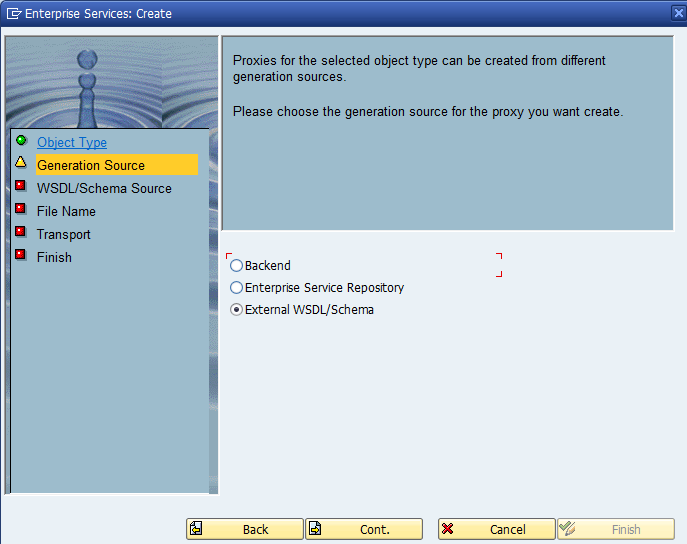 Enterprise Services: Create
Object Type
Generation Source
WSDL/Schema Source
File Name
Transport
Finish
Proxies for the selected object type can be created from different
generation sources.
Please choose the generation source for the proxy you want create.
Backend
Enterprise Service Repository
External WSDL/Schema
Back
Cont.
Cancel
Finish